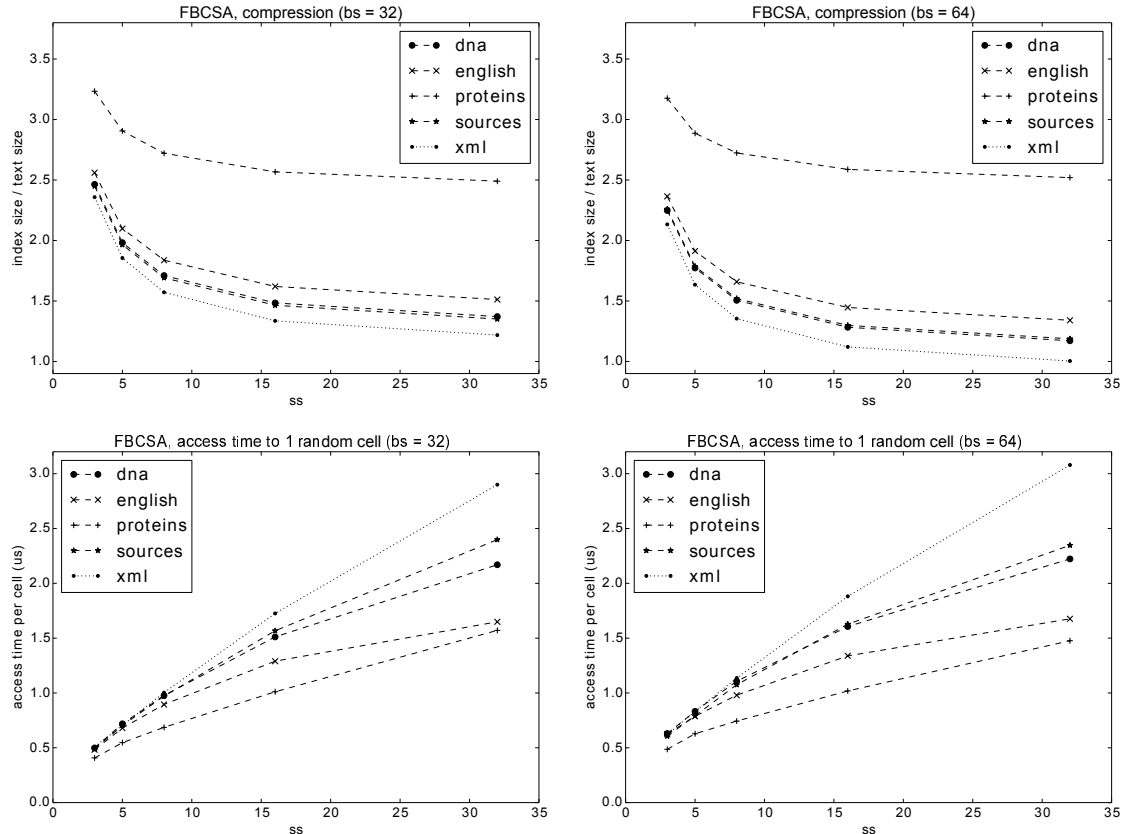 FBCSA, compression (bs = 32)
index size / text size
3.5
3.0
2.5
2.0
1.5
1.0
dna
english
proteins
sources
xml
0 5 10 15 20 25 30 35
ss
FBCSA, compression (bs = 64)
index size / text size
3.5
3.0
2.5
2.0
1.5
1.0
dna
english
proteins
sources
xml
0 5 10 15 20 25 30 35
ss
FBCSA, access time to 1 random cell (bs = 32)
access time per cell (us)
3.0
2.5
2.0
1.5
1.0
0.5
0.0
dna
english
proteins
sources
xml
0 5 10 15 20 25 30 35
ss
FBCSA, access time to 1 random cell (bs = 64)
access time per cell (us)
3.0
2.5
2.0
1.5
1.0
0.5
0.0
dna
english
proteins
sources
xml
0 5 10 15 20 25 30 35
ss